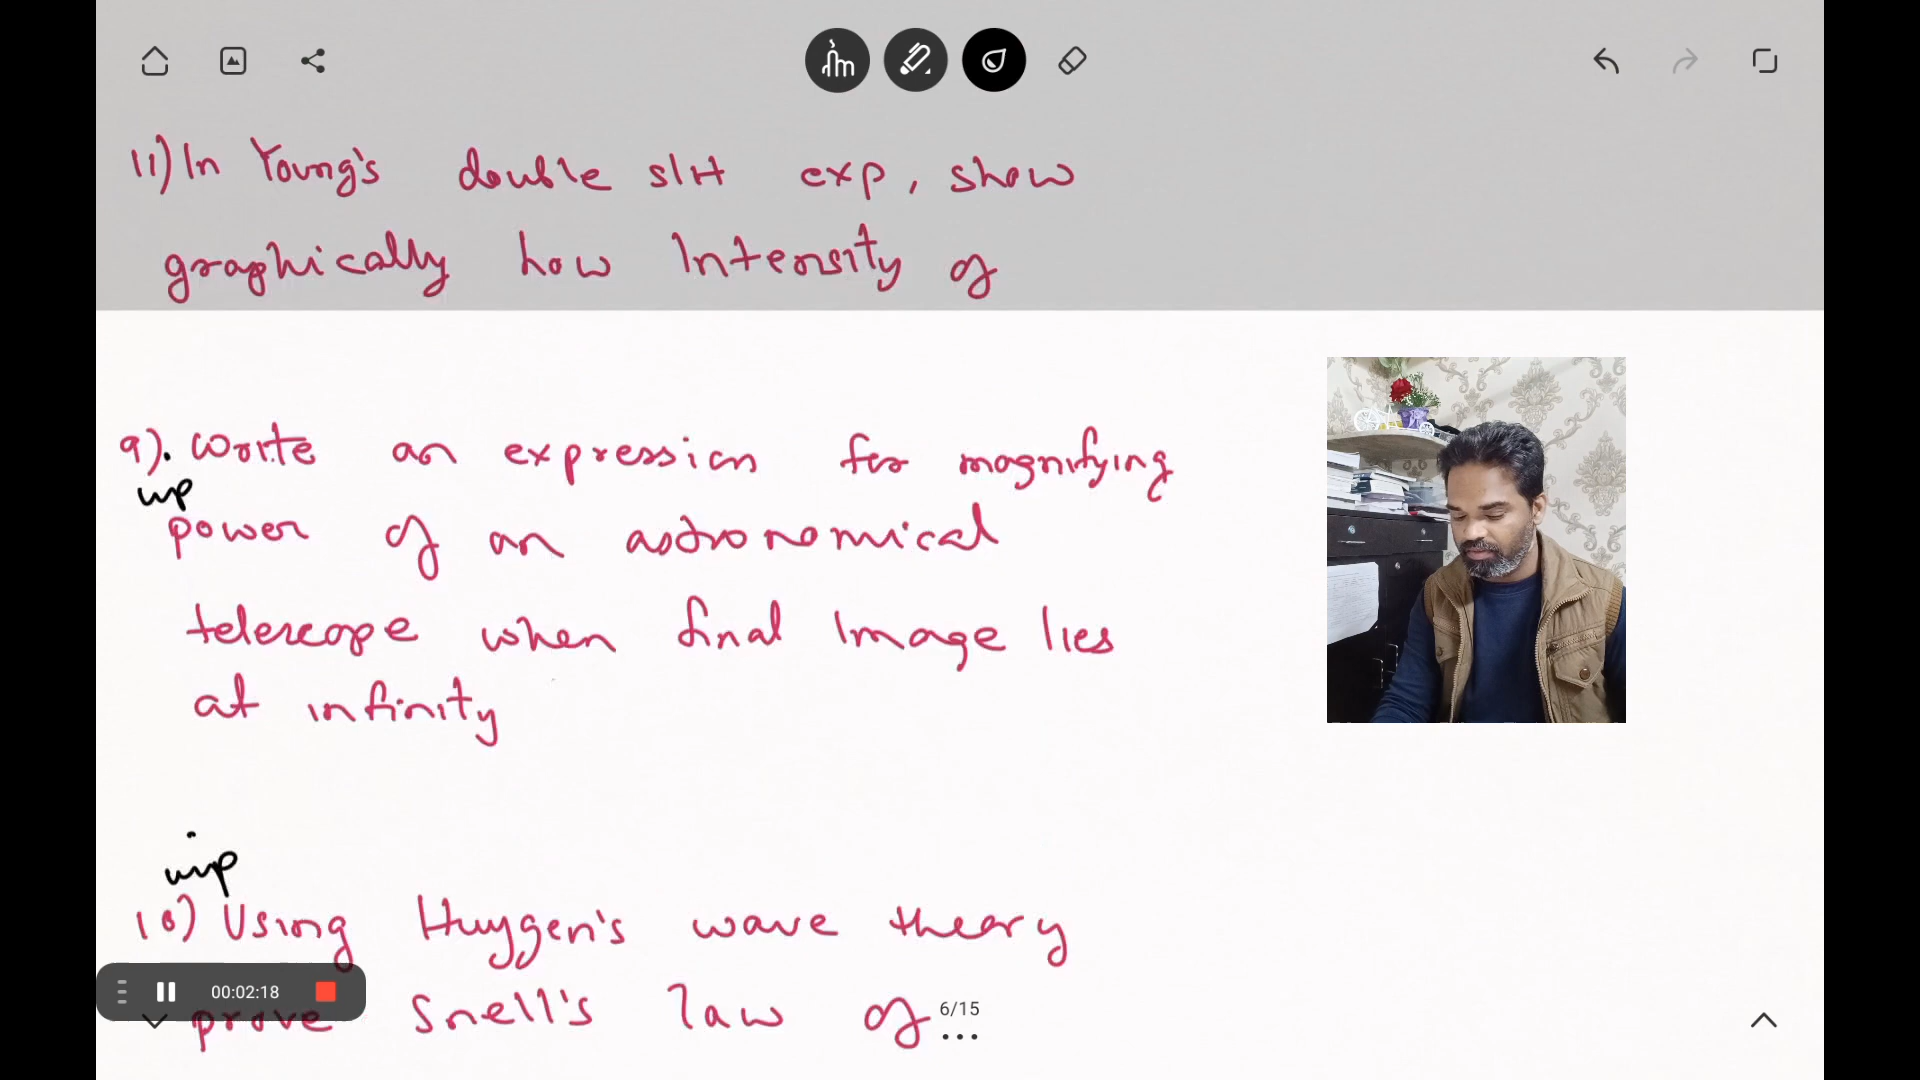 11) In Young's double slit exp, show
graphically how Intensity of
9). Write an expression for magnifying
imp
power of an astronomical
telescope when final Image lies
at infinity
imp
10) Using Huygen's wave theory
00:02:18
prove Snell's law of
6/15